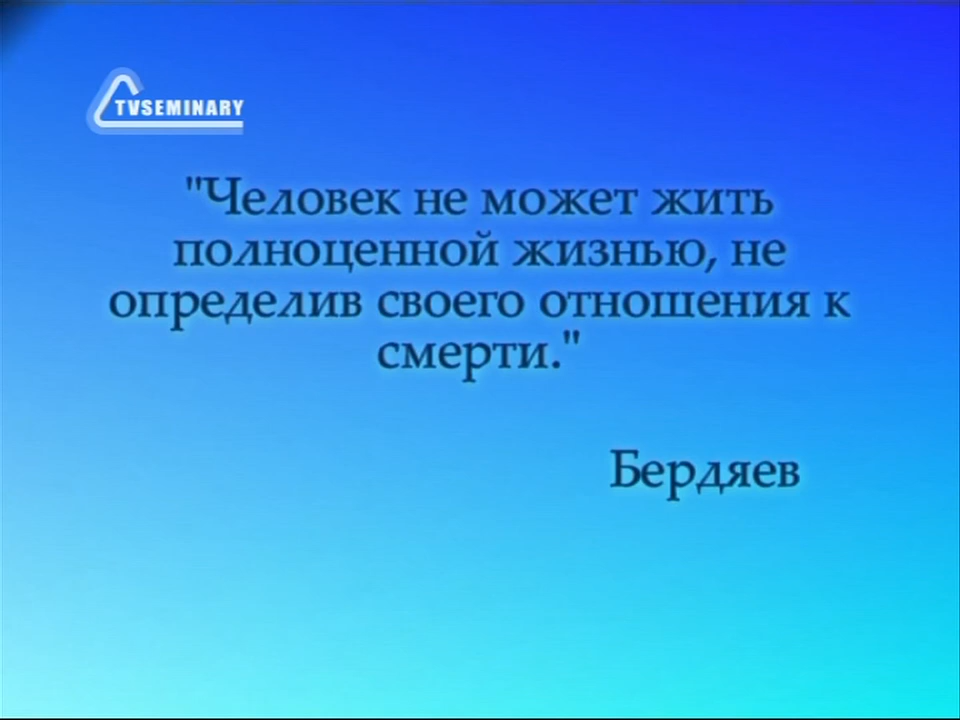 TVSEMINARY
"Человек не может жить
полноценной жизнью, не
определив своего отношения к
смерти."
Бердяев